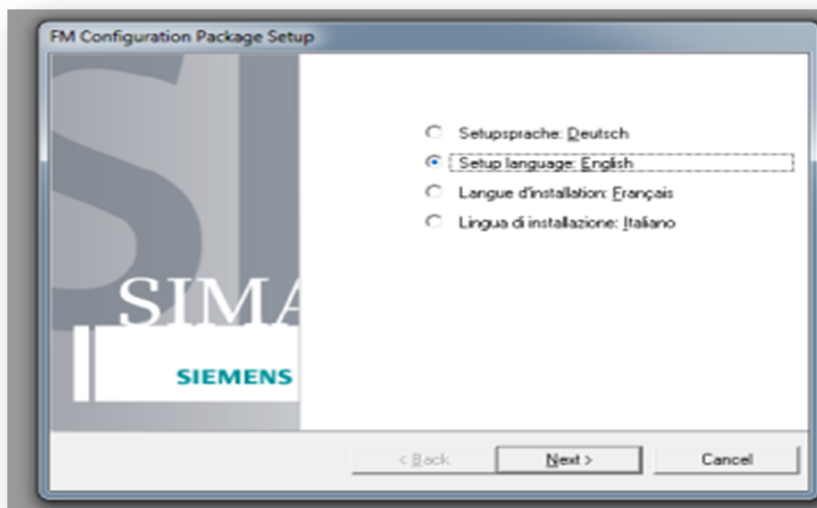 FM Configuration Package Setup
Setupsprache: Deutsch
Setup language: English
Langue d'installation: Français
Lingua di installazione: Italiano
SIMA
SIEMENS
< Back
Next >
Cancel